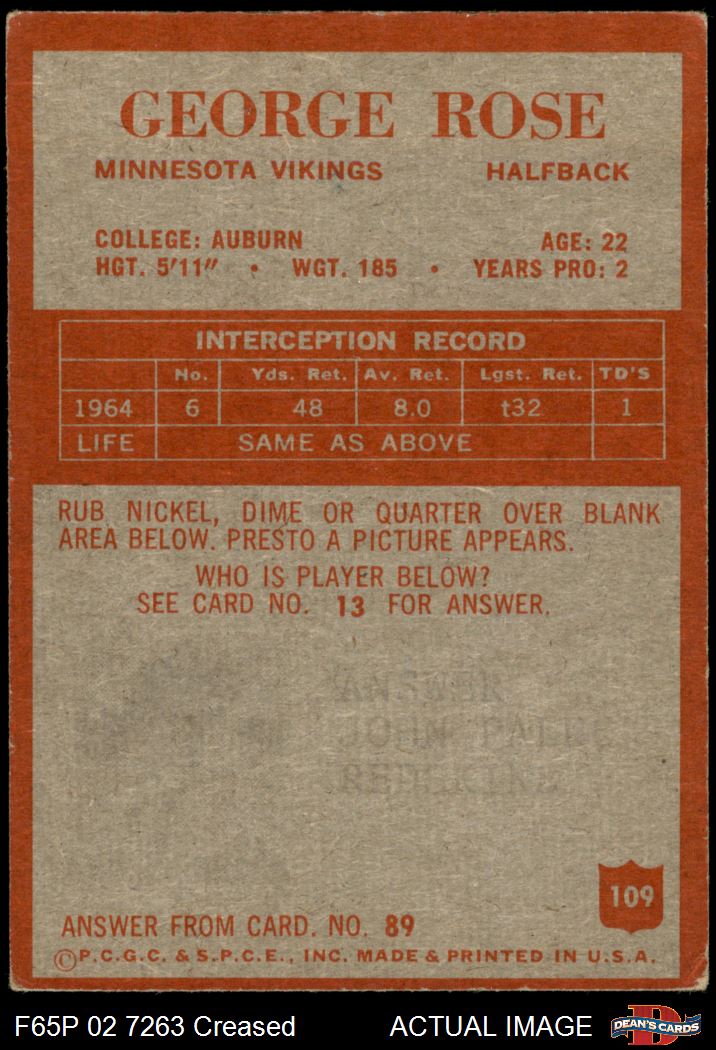 GEORGE ROSE
MINNESOTA VIKINGS HALFBACK
COLLEGE: AUBURN AGE: 22
HGT. 5'11" • WGT. 185 • YEARS PRO: 2
INTERCEPTION RECORD
No. Yds. Ret. Av. Ret. Lgst. Ret. TD'S
1964 6 48 8.0 t32 1
LIFE SAME AS ABOVE
RUB NICKEL, DIME OR QUARTER OVER BLANK
AREA BELOW. PRESTO A PICTURE APPEARS.
WHO IS PLAYER BELOW?
SEE CARD NO. 13 FOR ANSWER.
ANSWER
JOHN
109
ANSWER FROM CARD. NO. 89
©P.C.G.C. & S.P.C.E., INC. MADE & PRINTED IN U.S.A.
F65P 02 7263 Creased ACTUAL IMAGE
D
DEAN'S CARDS